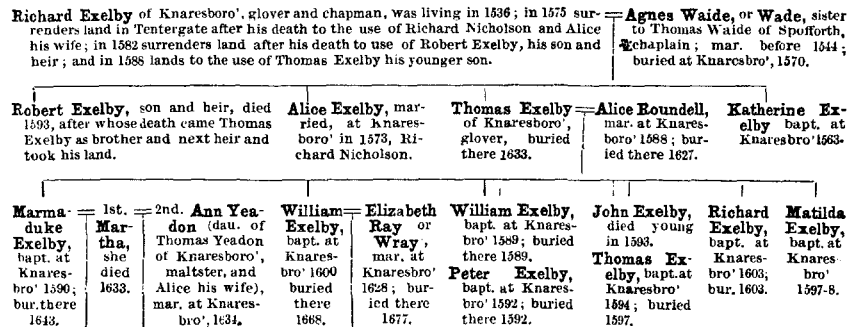 Richard Exelby of Knaresboro', glover and chapman, was living in 1536; in 1575 sur-
renders land in Tentergate after his death to the use of Richard Nicholson and Alice
his wife; in 1582 surrenders land after his death to use of Robert Exelby, his son and
heir; and in 1588 lands to the use of Thomas Exelby his younger son.
Agnes Waide, or Wade, sister
to Thomas Waide of Spofforth,
chaplain; mar. before 1544;
buried at Knaresbro', 1570.
Robert Exelby, son and heir, died
1593, after whose death came Thomas
Exelby as brother and next heir and
took his land.
Alice Exelby, mar-
ried, at Knares-
boro' in 1573, Ri-
chard Nicholson.
Thomas Exelby
of Knaresboro',
glover, buried
there 1633.
Alice Roundell,
mar. at Knares-
boro' 1588; bur-
ied there 1627.
Katherine Ex-
elby bapt. at
Knaresbro' 1563.
Marma-
duke
Exelby,
bapt. at
Knares-
bro' 1590;
bur. there
1643.
1st.
Mar-
tha,
she
died
1633.
2nd. Ann Yea-
don (dau. of
Thomas Yeadon
of Knaresboro',
maltster, and
Alice his wife),
mar. at Knares-
bro', 1634.
William
Exelby,
bapt. at
Knares-
bro' 1600
buried
there
1668.
Elizabeth
Ray or
Wray,
mar. at
Knaresbro'
1628; bur-
ied there
1677.
William Exelby,
bapt. at Knares-
bro' 1589; buried
there 1589.
Peter Exelby,
bapt. at Knares-
bro' 1592; buried
there 1592.
John Exelby,
died young
in 1593.
Thomas Ex-
elby, bapt. at
Knaresbro'
1594; buried
1597.
Richard
Exelby,
bapt. at
Knares-
bro' 1603;
bur. 1603.
Matilda
Exelby,
bapt. at
Knares
bro'
1597-8.